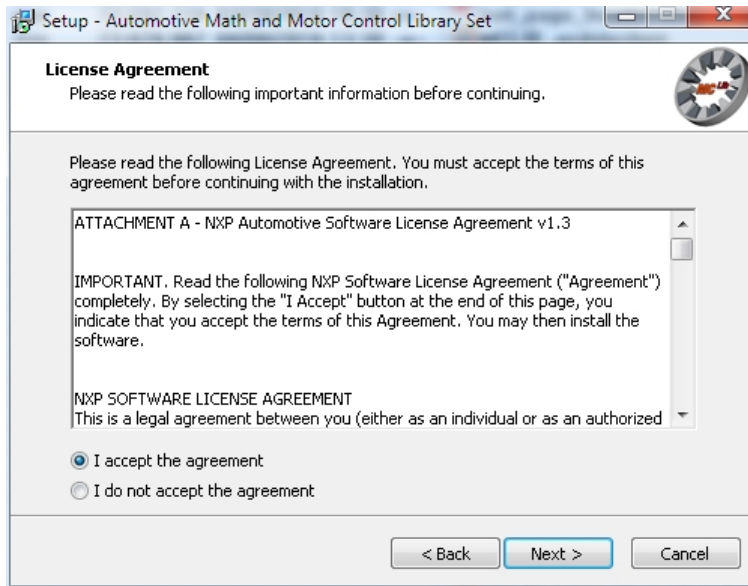 Setup - Automotive Math and Motor Control Library Set
License Agreement
Please read the following important information before continuing.
MC Lib
Please read the following License Agreement. You must accept the terms of this
agreement before continuing with the installation.
ATTACHMENT A - NXP Automotive Software License Agreement v1.3
IMPORTANT. Read the following NXP Software License Agreement ("Agreement")
completely. By selecting the "I Accept" button at the end of this page, you
indicate that you accept the terms of this Agreement. You may then install the
software.
NXP SOFTWARE LICENSE AGREEMENT
This is a legal agreement between you (either as an individual or as an authorized
I accept the agreement
I do not accept the agreement
< Back
Next >
Cancel